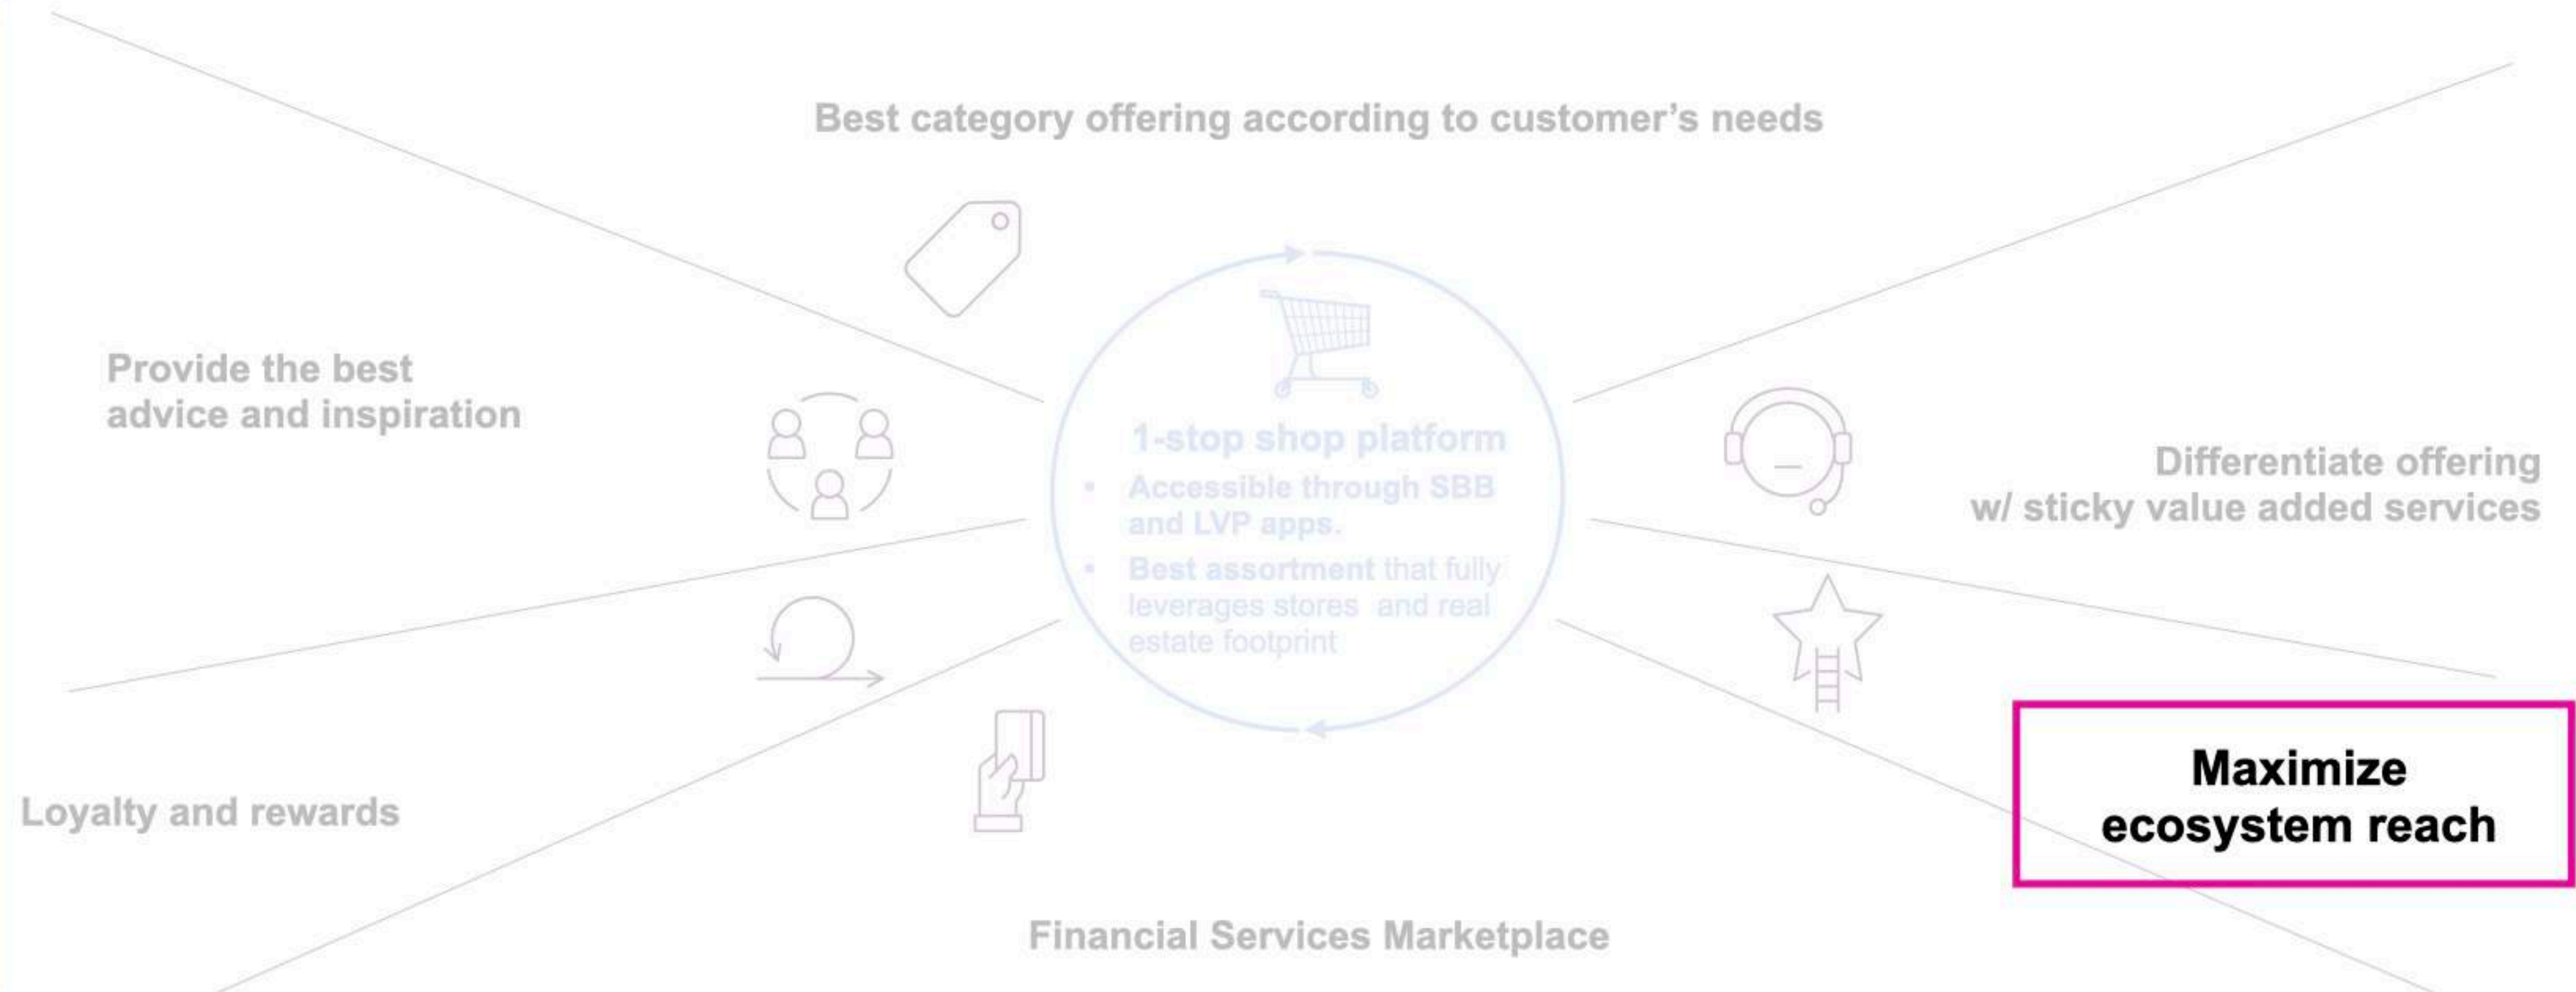 Best category offering according to customer's needs
Provide the best
advice and inspiration
1-stop shop platform
• Accessible through SBB
and LVP apps.
• Best assortment that fully
leverages stores and real
estate footprint
Differentiate offering
w/ sticky value added services
Loyalty and rewards
Maximize
ecosystem reach
Financial Services Marketplace